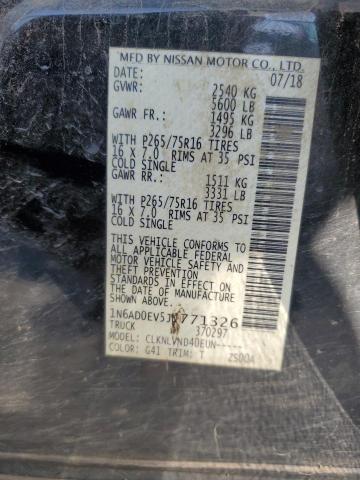 MFD BY NISSAN MOTOR CO., LTD.
DATE: 07/18
GVWR: 2540 KG
5600 LB
GAWR FR.: 1495 KG
3296 LB
WITH P265/75R16 TIRES
16 X 7.0 RIMS AT 35 PSI
COLD SINGLE
GAWR RR.: 1511 KG
3331 LB
WITH P265/75R16 TIRES
16 X 7.0 RIMS AT 35 PSI
COLD SINGLE
THIS VEHICLE CONFORMS TO
ALL APPLICABLE FEDERAL
MOTOR VEHICLE SAFETY AND
THEFT PREVENTION
STANDARDS IN EFFECT ON
THE DATE OF MANUFACTURE
SHOWN ABOVE.
370297
TRUCK
MODEL: CLKNLVND4DEUN-----
COLOR: G41 TRIM: T